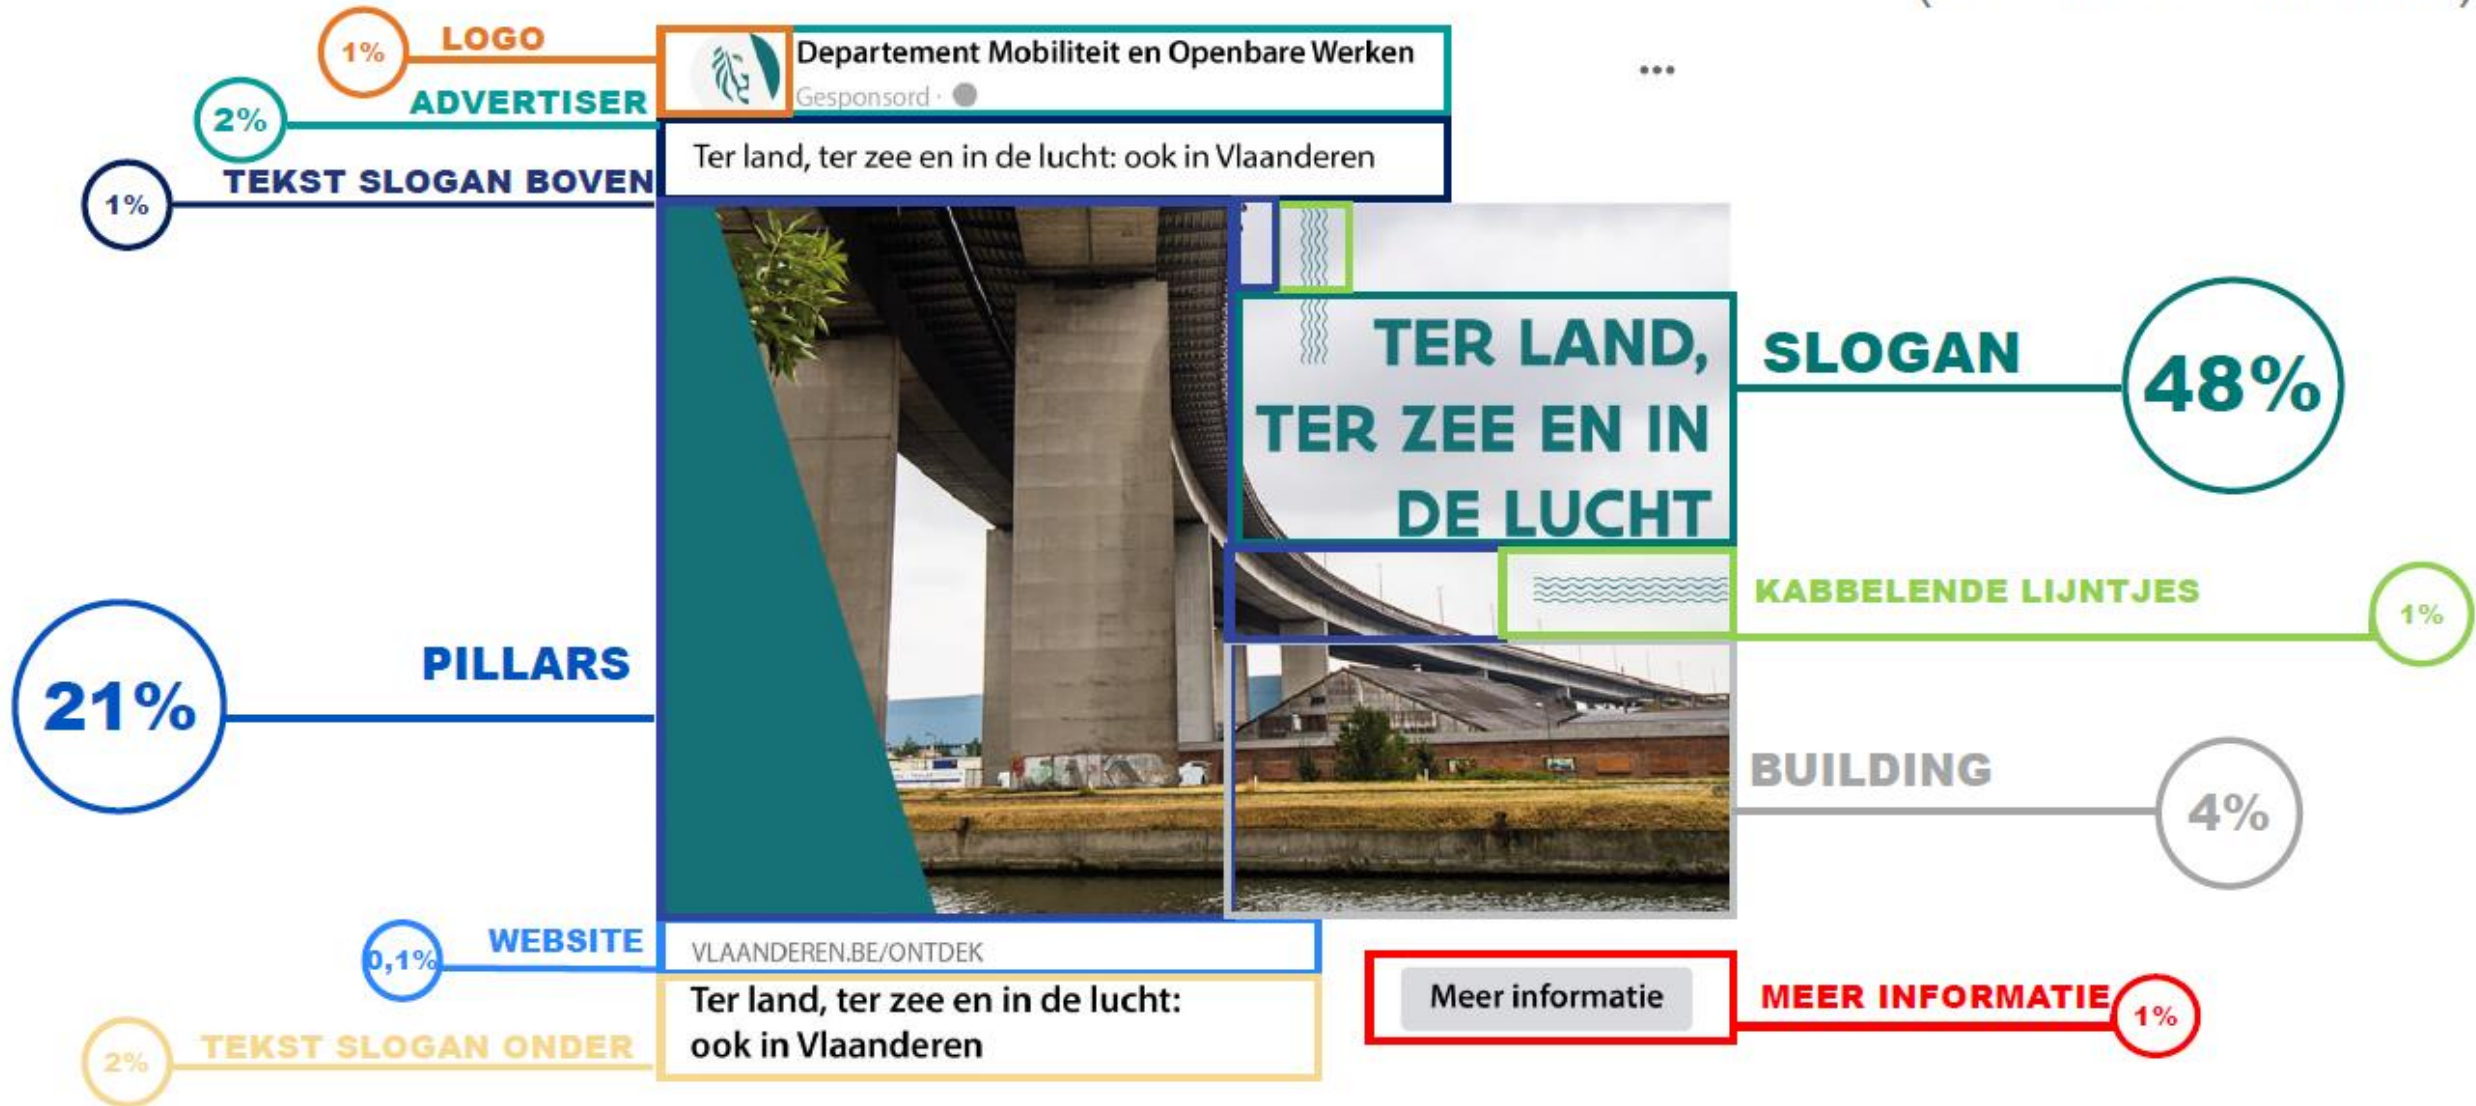 LOGO
1%
ADVERTISER
2%
TEKST SLOGAN BOVEN
1%
Departement Mobiliteit en Openbare Werken
Gesponsord ·
Ter land, ter zee en in de lucht: ook in Vlaanderen
TER LAND,
TER ZEE EN IN
DE LUCHT
SLOGAN
48%
KABBELENDE LIJNTJES
1%
PILLARS
21%
BUILDING
4%
WEBSITE
0,1%
VLAANDEREN.BE/ONTDEK
TEKST SLOGAN ONDER
2%
Ter land, ter zee en in de lucht:
ook in Vlaanderen
Meer informatie
MEER INFORMATIE
1%